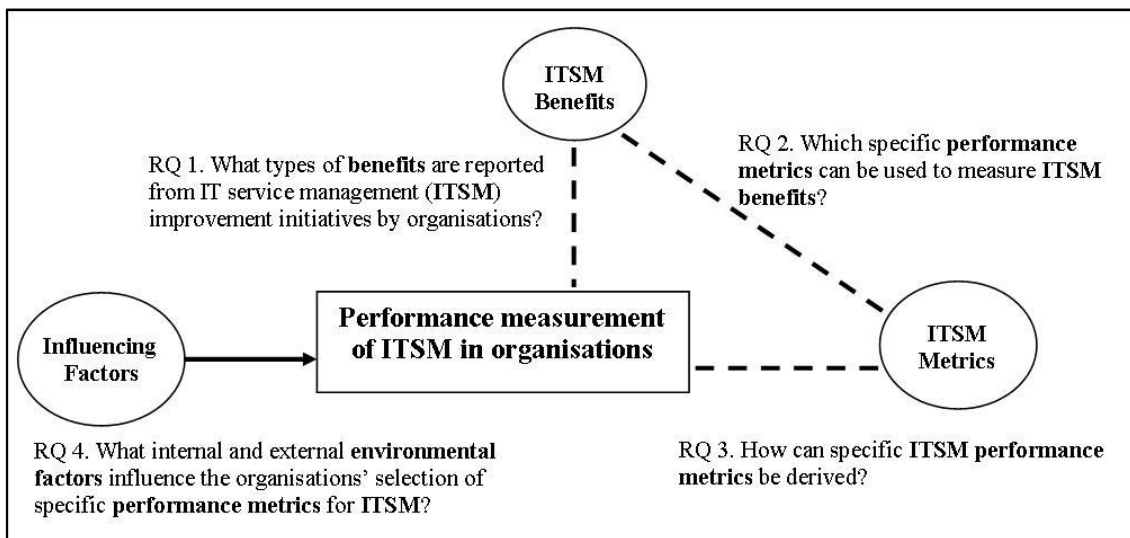 ITSM
Benefits
RQ 1. What types of benefits are reported
from IT service management (ITSM)
improvement initiatives by organisations?
RQ 2. Which specific performance
metrics can be used to measure ITSM
benefits?
Performance measurement
of ITSM in organisations
Influencing
Factors
ITSM
Metrics
RQ 4. What internal and external environmental
factors influence the organisations’ selection of
specific performance metrics for ITSM?
RQ 3. How can specific ITSM performance
metrics be derived?